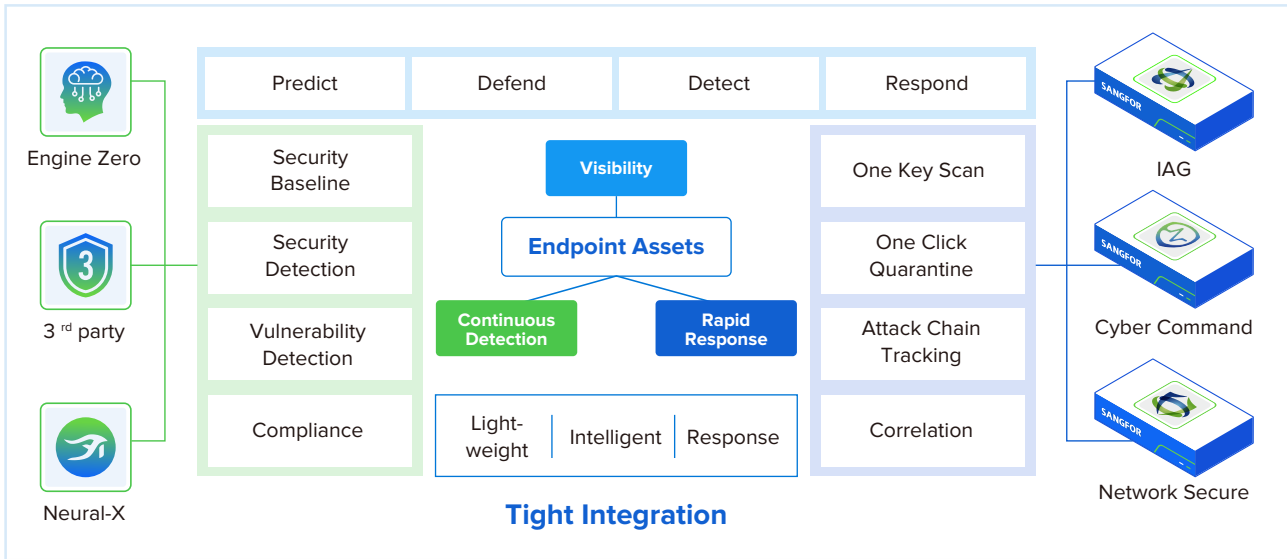 Predict
Defend
Detect
Respond
Engine Zero
3
3 rd party
Neural-X
Security
Baseline
Security
Detection
Vulnerability
Detection
Compliance
Visibility
Endpoint Assets
Continuous
Detection
Rapid
Response
Light-
weight
Intelligent
Response
Tight Integration
One Key Scan
One Click
Quarantine
Attack Chain
Tracking
Correlation
SANGFOR
IAG
SANGFOR
Cyber Command
SANGFOR
Network Secure